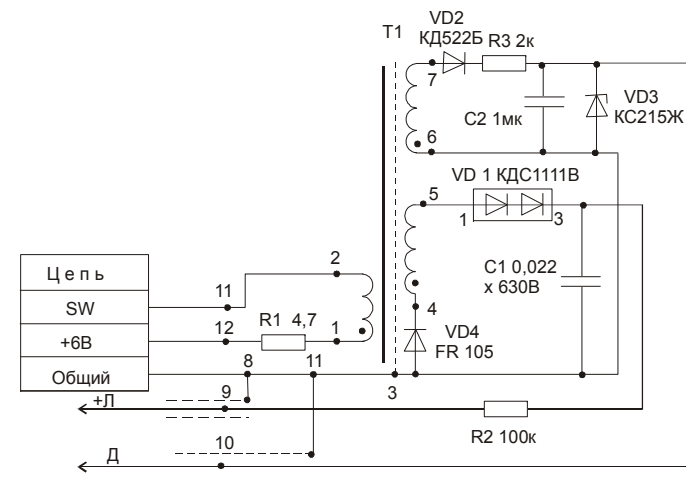 T1
VD2
КД522Б
R3 2к
7
C2 1мк
VD3
КС215Ж
6
VD 1 КДС1111В
5
1
3
C1 0,022
х 630В
2
Цепь
SW
+6В
Общий
11
12
R1 4,7
1
4
VD4
FR 105
8
11
3
9
+Л
10
Д
R2 100к